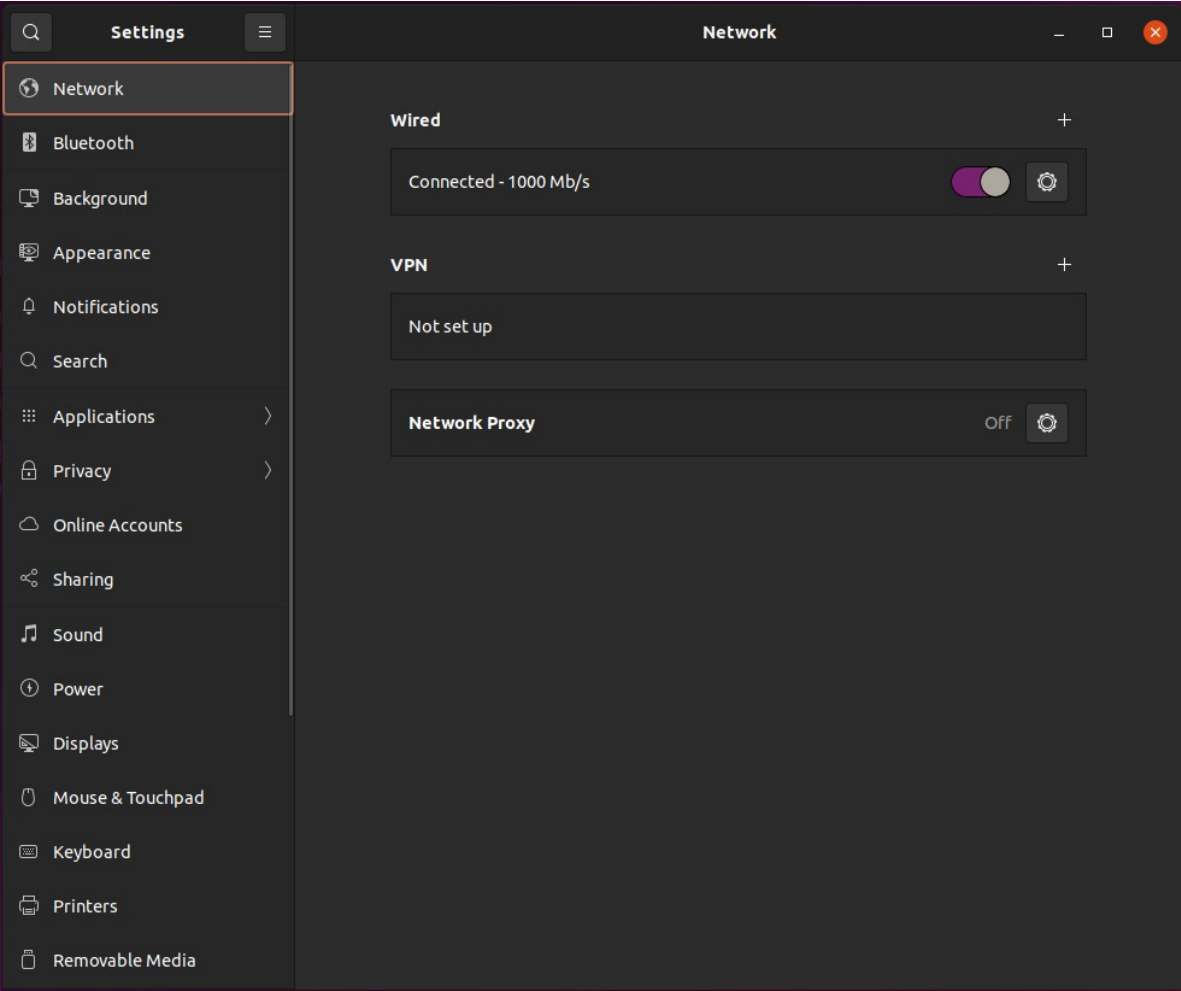 Settings
Network
Network
Bluetooth
Background
Appearance
Notifications
Search
Applications
Privacy
Online Accounts
Sharing
Sound
Power
Displays
Mouse & Touchpad
Keyboard
Printers
Removable Media
Wired
Connected - 1000 Mb/s
VPN
Not set up
Network Proxy Off